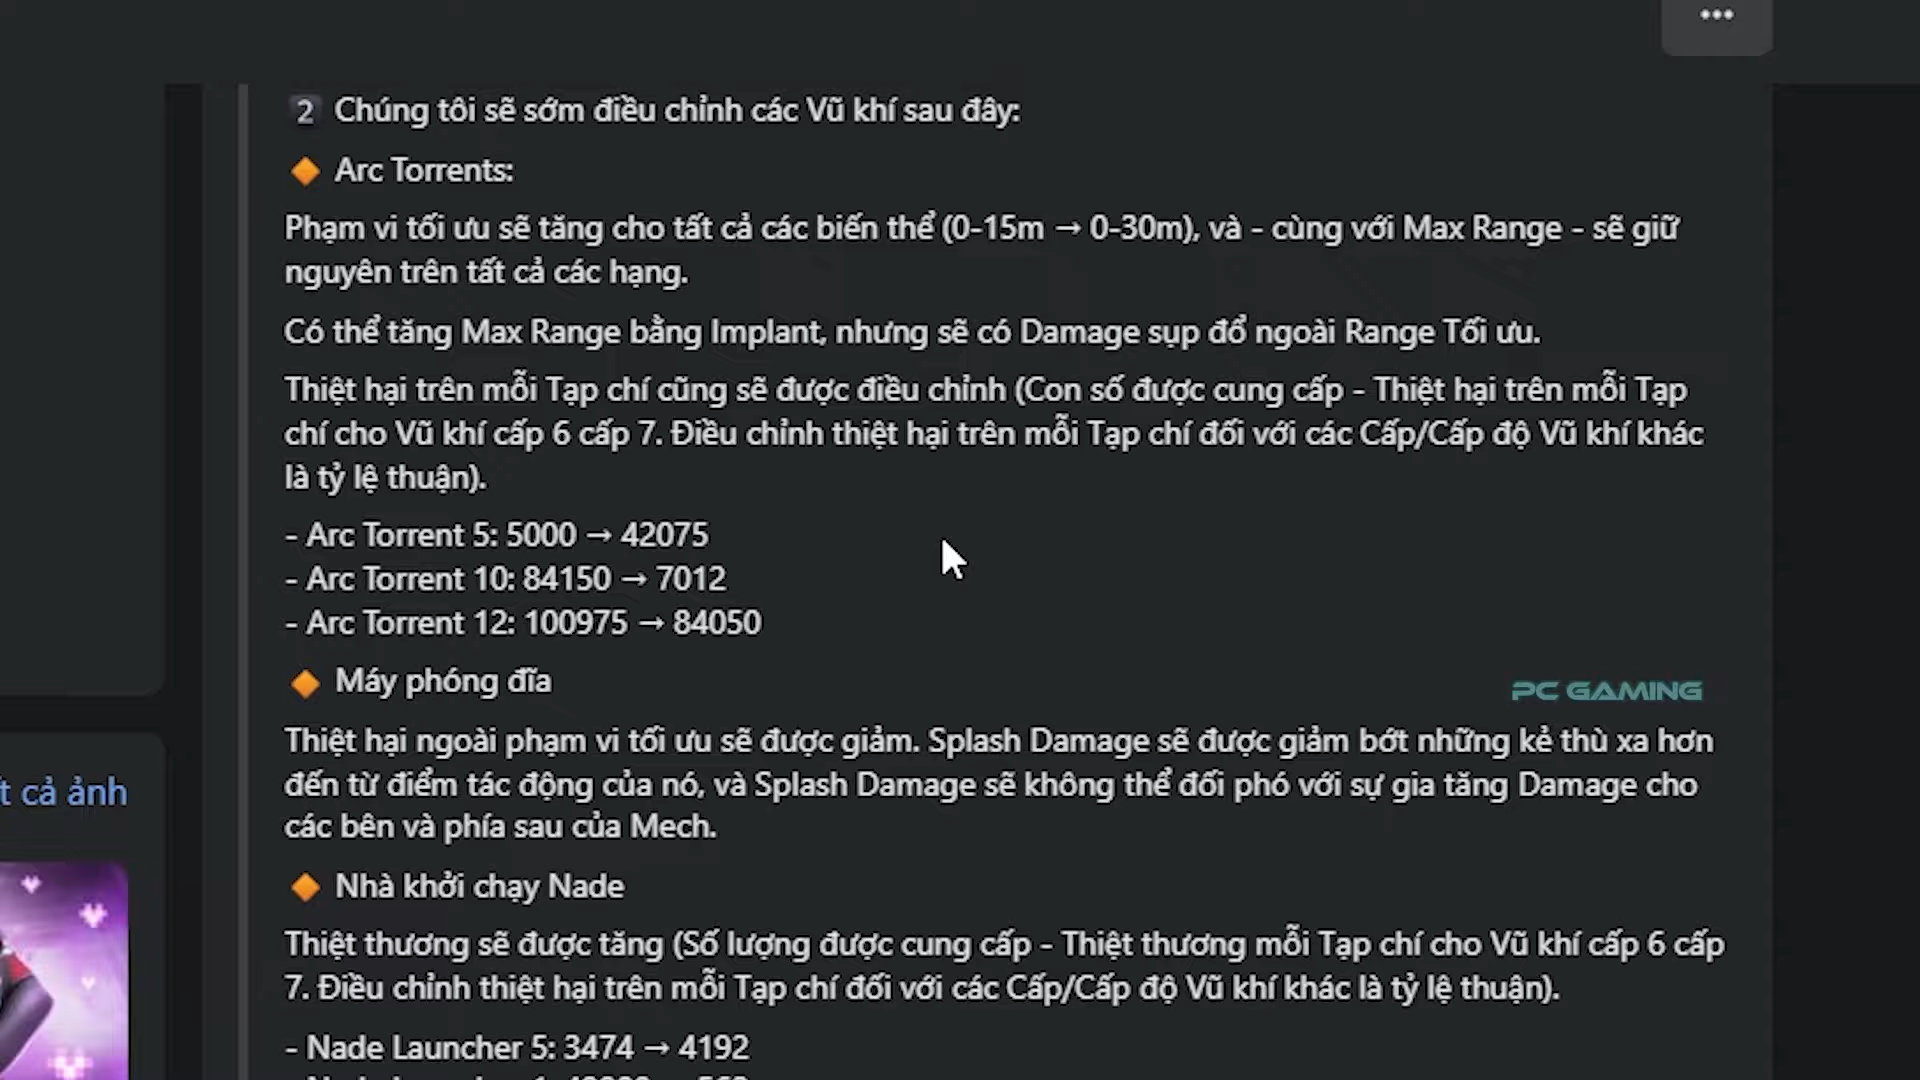 2 Chúng tôi sẽ sớm điều chỉnh các Vũ khí sau đây:
Arc Torrents:
Phạm vi tối ưu sẽ tăng cho tất cả các biến thể (0-15m → 0-30m), và - cùng với Max Range - sẽ giữ
nguyên trên tất cả các hạng.
Có thể tăng Max Range bằng Implant, nhưng sẽ có Damage sụp đổ ngoài Range Tối ưu.
Thiệt hại trên mỗi Tạp chí cũng sẽ được điều chỉnh (Con số được cung cấp - Thiệt hại trên mỗi Tạp
chí cho Vũ khí cấp 6 cấp 7. Điều chỉnh thiệt hại trên mỗi Tạp chí đối với các Cấp/Cấp độ Vũ khí khác
là tỷ lệ thuận).
- Arc Torrent 5: 5000 → 42075
- Arc Torrent 10: 84150 → 7012
- Arc Torrent 12: 100975 → 84050
Máy phóng đĩa
PC GAMING
Thiệt hại ngoài phạm vi tối ưu sẽ được giảm. Splash Damage sẽ được giảm bớt những kẻ thù xa hơn
đến từ điểm tác động của nó, và Splash Damage sẽ không thể đối phó với sự gia tăng Damage cho
các bên và phía sau của Mech.
t cả ảnh
Nhà khởi chạy Nade
Thiệt thương sẽ được tăng (Số lượng được cung cấp - Thiệt thương mỗi Tạp chí cho Vũ khí cấp 6 cấp
7. Điều chỉnh thiệt hại trên mỗi Tạp chí đối với các Cấp/Cấp độ Vũ khí khác là tỷ lệ thuận).
- Nade Launcher 5: 3474 → 4192